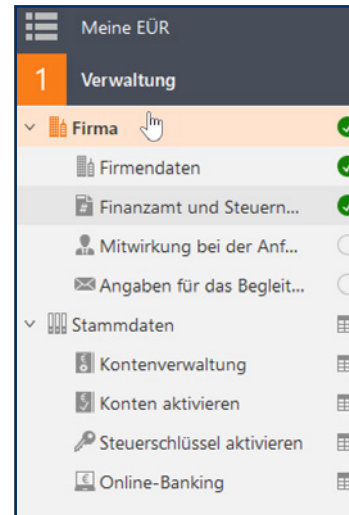 Meine EÜR
1 Verwaltung
Firma
Firmendaten
Finanzamt und Steuern...
Mitwirkung bei der Anf...
Angaben für das Begleit...
Stammdaten
Kontenverwaltung
Konten aktivieren
Steuerschlüssel aktivieren
Online-Banking